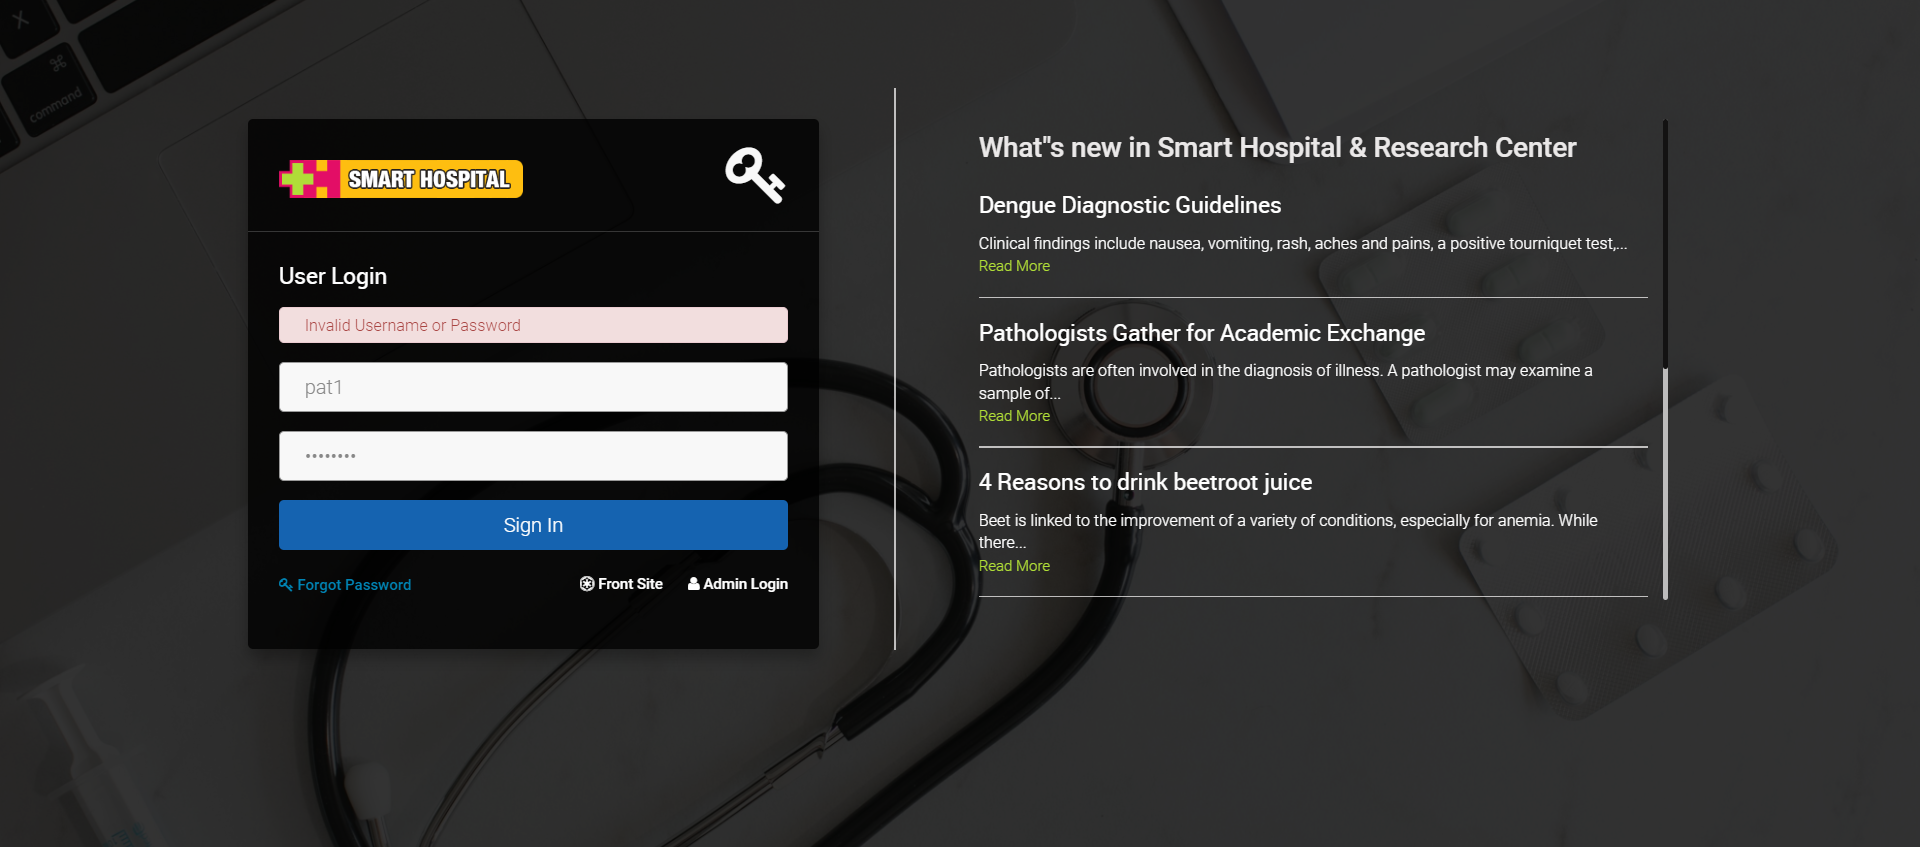 X
⌘
command
SMART HOSPITAL
User Login
Invalid Username or Password
pat1
••••••••
Sign In
Forgot Password
Front Site
Admin Login
What"s new in Smart Hospital & Research Center
Dengue Diagnostic Guidelines
Clinical findings include nausea, vomiting, rash, aches and pains, a positive tourniquet test,...
Read More
Pathologists Gather for Academic Exchange
Pathologists are often involved in the diagnosis of illness. A pathologist may examine a
sample of...
Read More
4 Reasons to drink beetroot juice
Beet is linked to the improvement of a variety of conditions, especially for anemia. While
there...
Read More